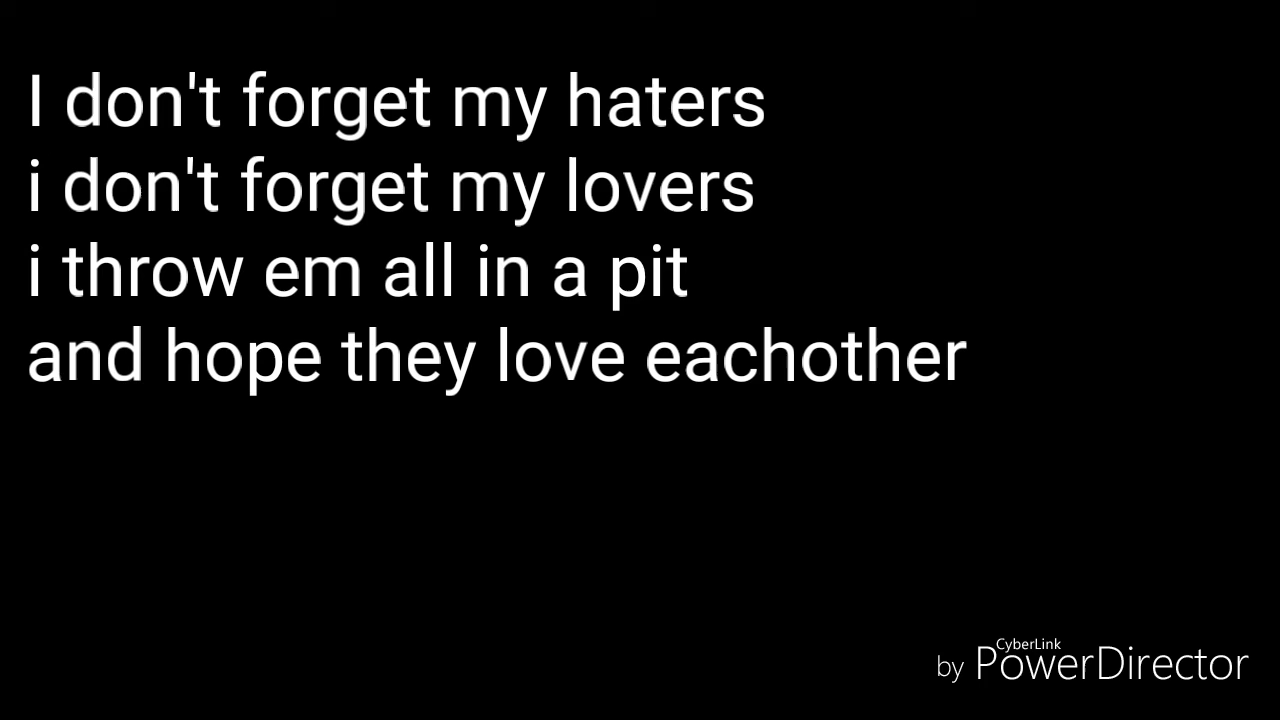 I don't forget my haters
i don't forget my lovers
i throw em all in a pit
and hope they love eachother
CyberLink
by PowerDirector